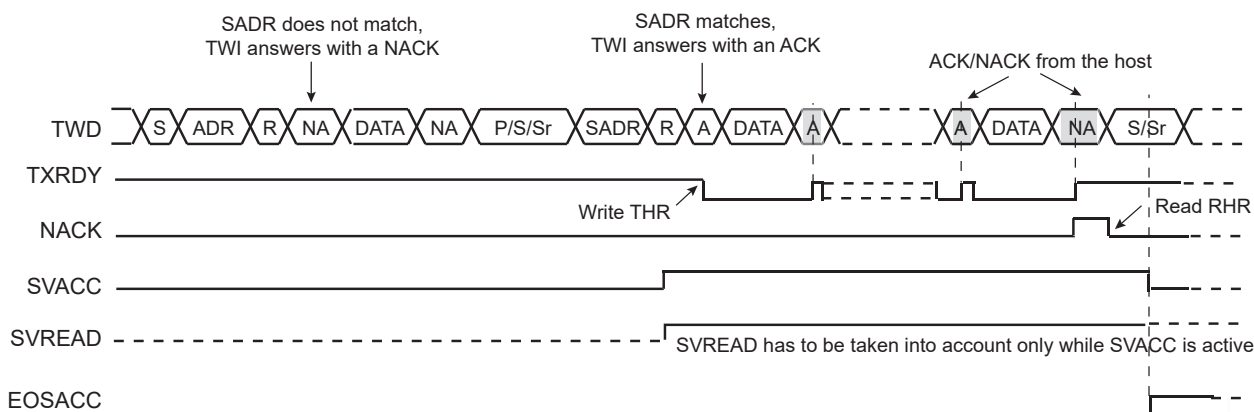 SADR does not match,
TWI answers with a NACK
SADR matches,
TWI answers with an ACK
ACK/NACK from the host
TWD S ADR R NA DATA NA P/S/Sr SADR R A DATA A A DATA NA S/Sr
TXRDY
Write THR
Read RHR
NACK
SVACC
SVREAD
SVREAD has to be taken into account only while SVACC is active
EOSACC